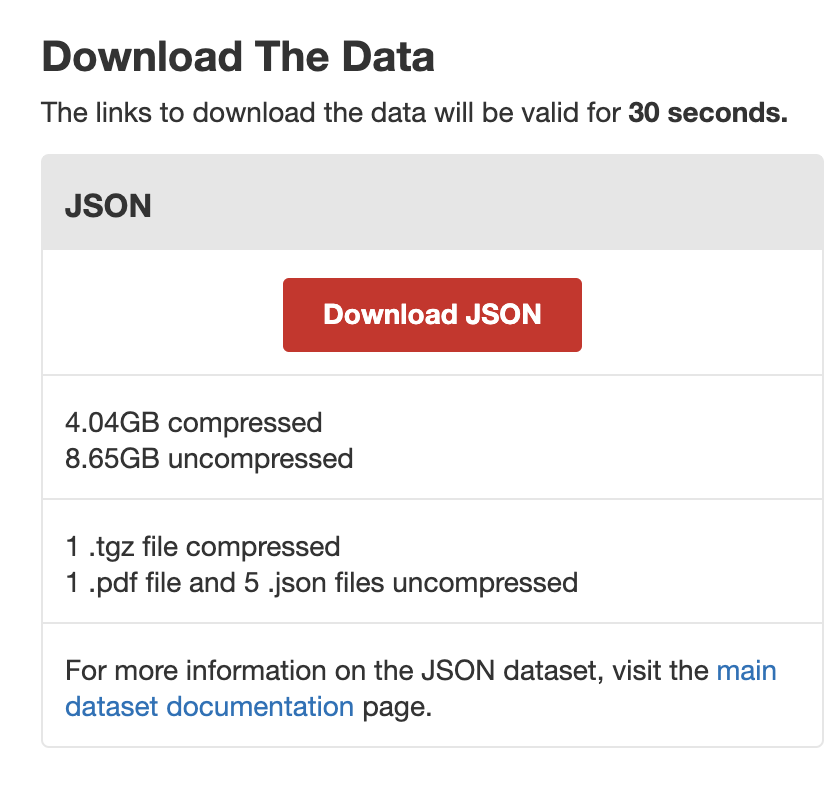 Download The Data
The links to download the data will be valid for 30 seconds.
JSON
Download JSON
4.04GB compressed
8.65GB uncompressed
1 .tgz file compressed
1 .pdf file and 5 .json files uncompressed
For more information on the JSON dataset, visit the main
dataset documentation page.